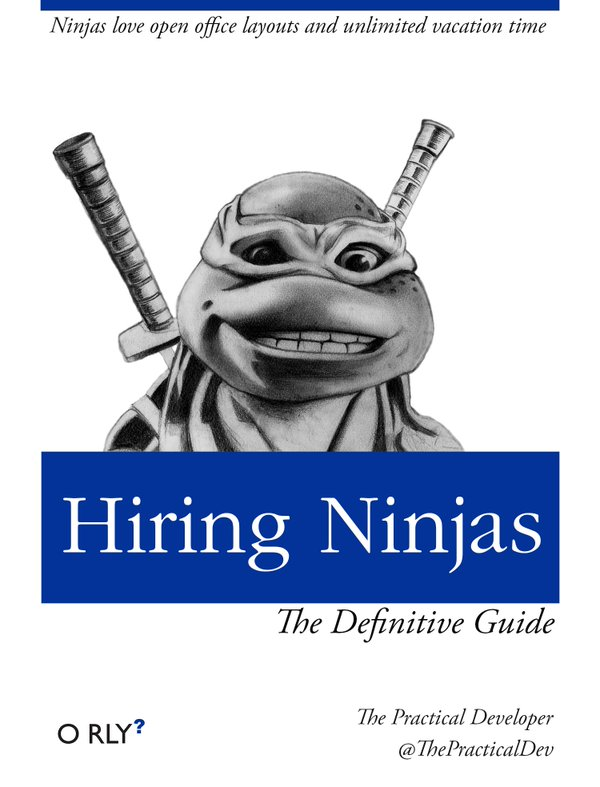 Ninjas love open office layouts and unlimited vacation time
Hiring Ninjas
The Definitive Guide
The Practical Developer
O RLY?
@ThePracticalDev